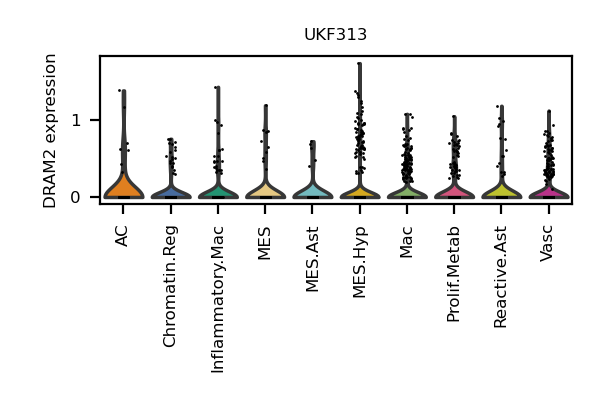 UKF313
DRAM2 expression
1
0
AC
Chromatin.Reg
Inflammatory.Mac
MES
MES.Ast
MES.Hyp
Mac
Prolif.Metab
Reactive.Ast
Vasc